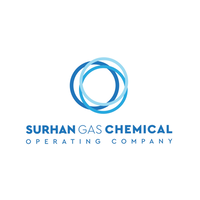 SURHAN GAS CHEMICAL
OPERATING COMPANY